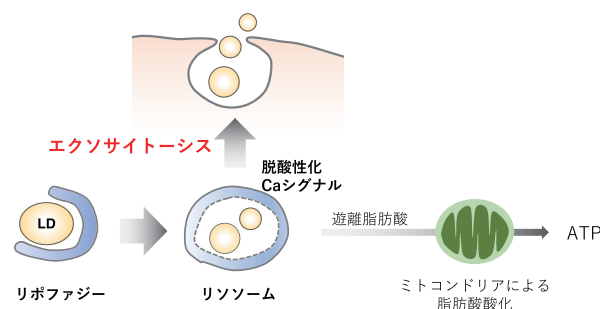 エクソサイトーシス
脱酸性化
Caシグナル
LD
遊離脂肪酸
ATP
リポファジー
リソソーム
ミトコンドリアによる
脂肪酸酸化